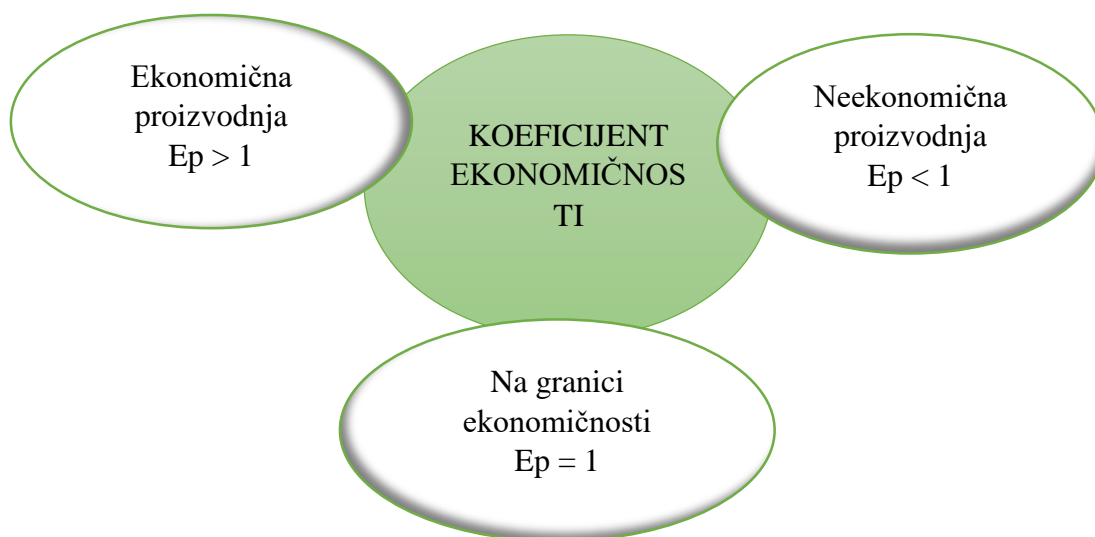 Ekonomična
proizvodnja
Ep > 1
KOEFICIJENT
EKONOMIČNOS
TI
Neekonomična
proizvodnja
Ep < 1
Na granici
ekonomičnosti
Ep = 1